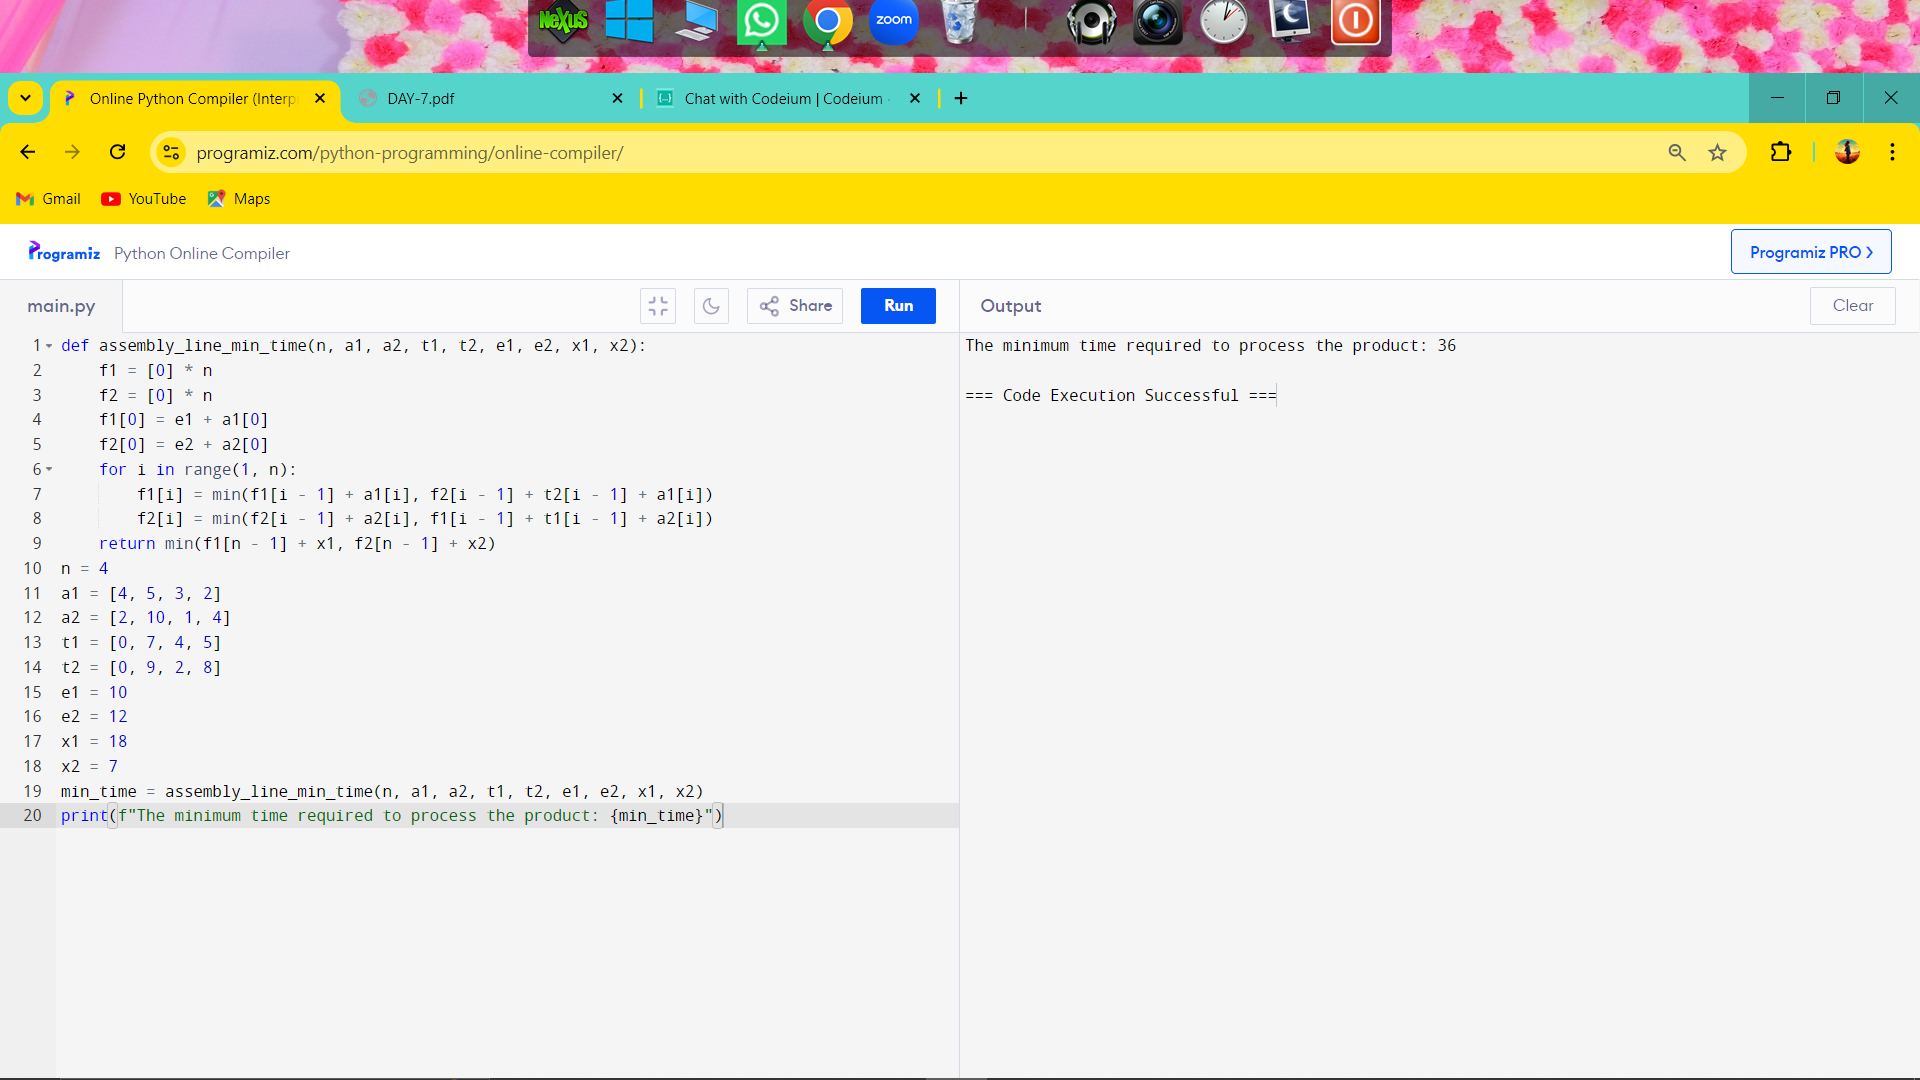 NeXuS
zoom
Online Python Compiler (Interp
DAY-7.pdf
Chat with Codeium | Codeium
programiz.com/python-programming/online-compiler/
Gmail
YouTube
Maps
Programiz
Python Online Compiler
Programiz PRO
main.py
Share
Run
Output
Clear
1 def assembly_line_min_time(n, a1, a2, t1, t2, e1, e2, x1, x2):
2     f1 = [0] * n
3     f2 = [0] * n
4     f1[0] = e1 + a1[0]
5     f2[0] = e2 + a2[0]
6     for i in range(1, n):
7         f1[i] = min(f1[i - 1] + a1[i], f2[i - 1] + t2[i - 1] + a1[i])
8         f2[i] = min(f2[i - 1] + a2[i], f1[i - 1] + t1[i - 1] + a2[i])
9     return min(f1[n - 1] + x1, f2[n - 1] + x2)
10 n = 4
11 a1 = [4, 5, 3, 2]
12 a2 = [2, 10, 1, 4]
13 t1 = [0, 7, 4, 5]
14 t2 = [0, 9, 2, 8]
15 e1 = 10
16 e2 = 12
17 x1 = 18
18 x2 = 7
19 min_time = assembly_line_min_time(n, a1, a2, t1, t2, e1, e2, x1, x2)
20 print(f"The minimum time required to process the product: {min_time}")
The minimum time required to process the product: 36
=== Code Execution Successful ===